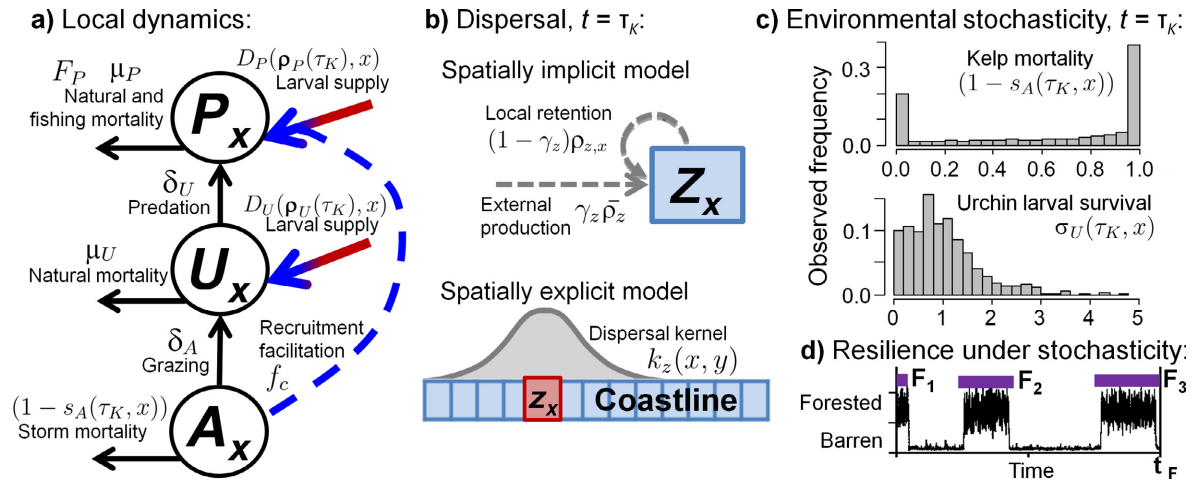 a) Local dynamics:
F_P μ_P
Natural and
fishing mortality
P_x
D_P(ρ_P(τ_K), x)
Larval supply
δ_U
Predation
D_U(ρ_U(τ_K), x)
Larval supply
μ_U
Natural mortality
U_x
δ_A
Grazing
Recruitment
facilitation
f_c
(1 − s_A(τ_K, x))
Storm mortality
A_x
b) Dispersal, t = τ_K:
Spatially implicit model
Local retention
(1 − γ_z)ρ_{z,x}
Z_x
External
production
γ_z ρ̄_z
Spatially explicit model
Dispersal kernel
k_z(x, y)
z_x
Coastline
c) Environmental stochasticity, t = τ_K:
Observed frequency
Kelp mortality
(1 − s_A(τ_K, x))
0.3
0.0
0.0 0.2 0.4 0.6 0.8 1.0
Urchin larval survival
σ_U(τ_K, x)
0.1
0.0
0 1 2 3 4 5
d) Resilience under stochasticity:
F_1
F_2
F_3
Forested
Barren
Time
t_F